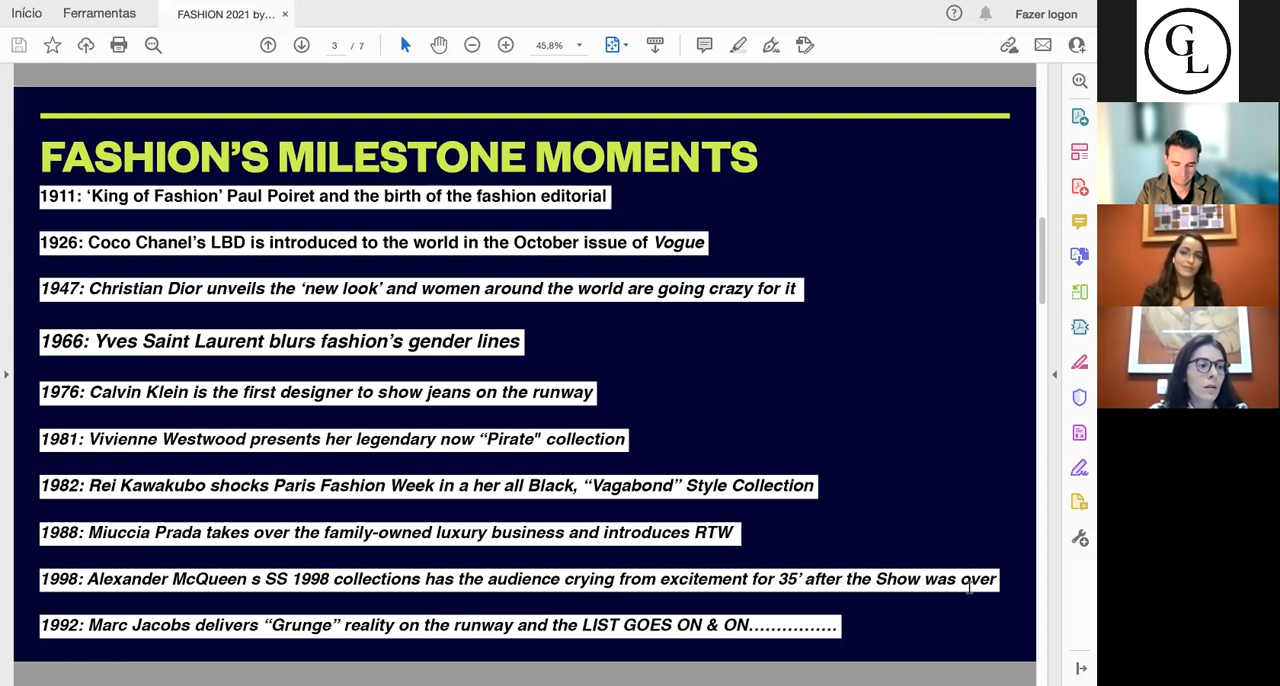 Início Ferramentas FASHION 2021 by... × Fazer logon
3 / 7 45,8%
GL
FASHION’S MILESTONE MOMENTS
1911: ‘King of Fashion’ Paul Poiret and the birth of the fashion editorial
1926: Coco Chanel’s LBD is introduced to the world in the October issue of Vogue
1947: Christian Dior unveils the ‘new look’ and women around the world are going crazy for it
1966: Yves Saint Laurent blurs fashion’s gender lines
1976: Calvin Klein is the first designer to show jeans on the runway
1981: Vivienne Westwood presents her legendary now “Pirate" collection
1982: Rei Kawakubo shocks Paris Fashion Week in a her all Black, “Vagabond” Style Collection
1988: Miuccia Prada takes over the family-owned luxury business and introduces RTW
1998: Alexander McQueen s SS 1998 collections has the audience crying from excitement for 35’ after the Show was over
1992: Marc Jacobs delivers “Grunge” reality on the runway and the LIST GOES ON & ON................